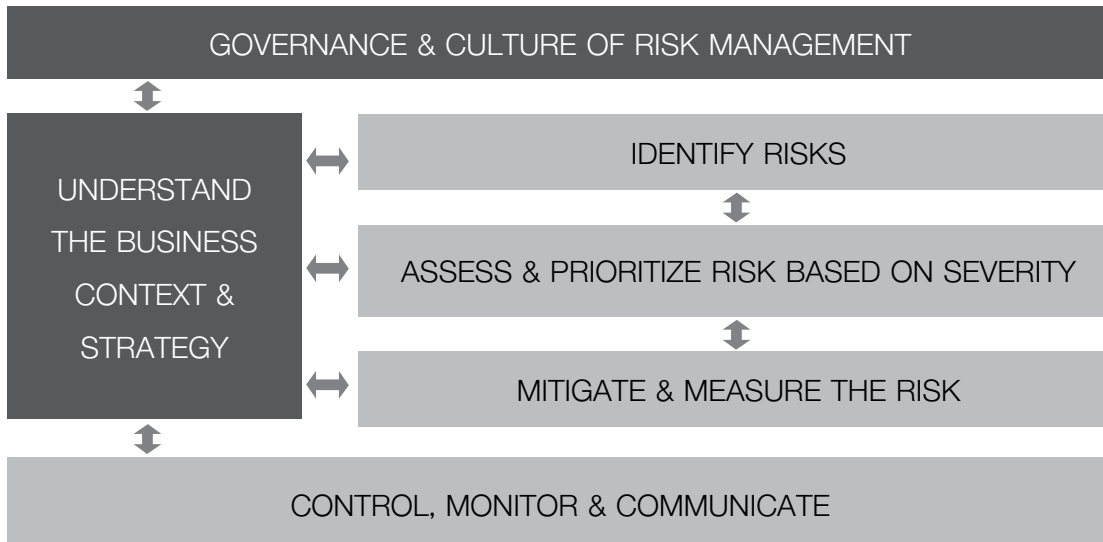 GOVERNANCE & CULTURE OF RISK MANAGEMENT
UNDERSTAND
THE BUSINESS
CONTEXT &
STRATEGY
IDENTIFY RISKS
ASSESS & PRIORITIZE RISK BASED ON SEVERITY
MITIGATE & MEASURE THE RISK
CONTROL, MONITOR & COMMUNICATE